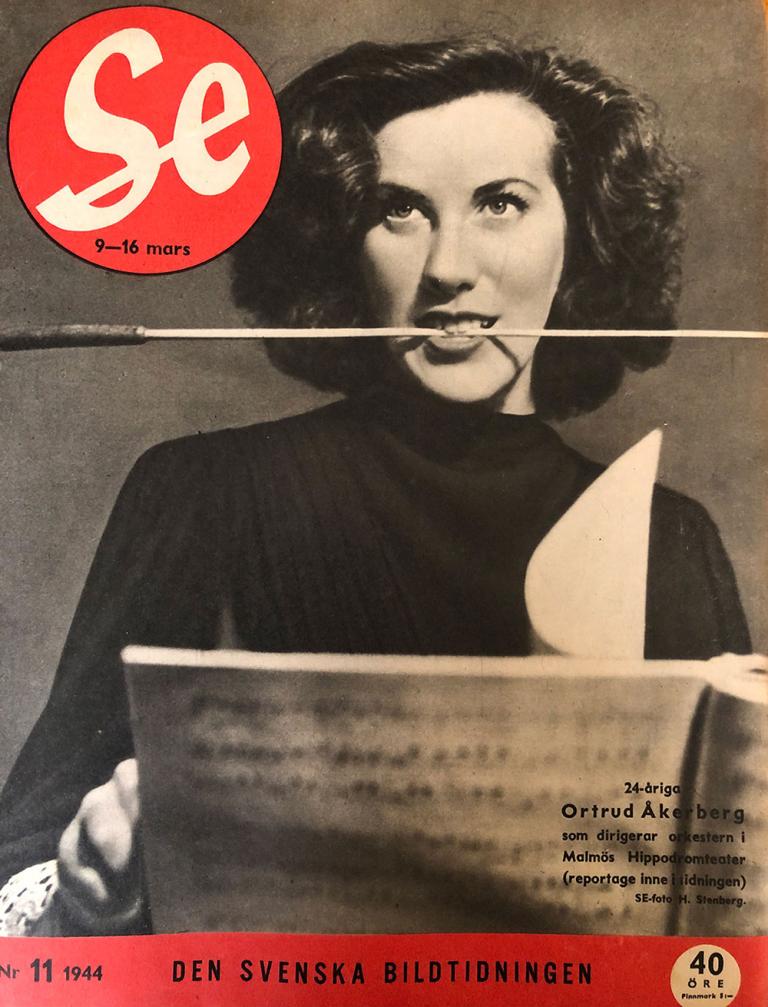 Se
9—16 mars
24-åriga
Ortrud Åkerberg
som dirigerar orkestern i
Malmös Hippodromteater
(reportage inne i tidningen)
SE-foto H. Stenberg.
Nr 11 1944
DEN SVENSKA BILDTIDNINGEN
40
ÖRE